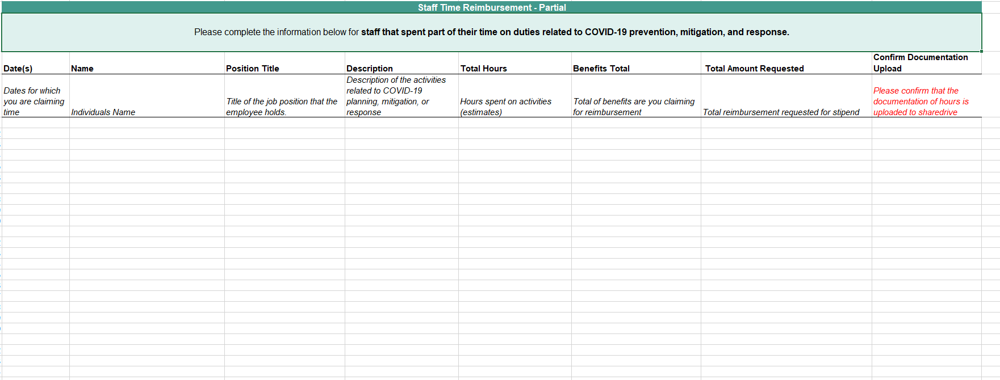 Staff Time Reimbursement - Partial
Please complete the information below for staff that spent part of their time on duties related to COVID-19 prevention, mitigation, and response.
Date(s)
Name
Position Title
Description
Total Hours
Benefits Total
Total Amount Requested
Confirm Documentation
Upload
Dates for which
you are claiming
time
Individuals Name
Title of the job position that the
employee holds.
Description of the activities
related to COVID-19
planning, mitigation, or
response
Hours spent on activities
(estimates)
Total of benefits are you claiming
for reimbursement
Total reimbursement requested for stipend
Please confirm that the
documentation of hours is
uploaded to sharedrive